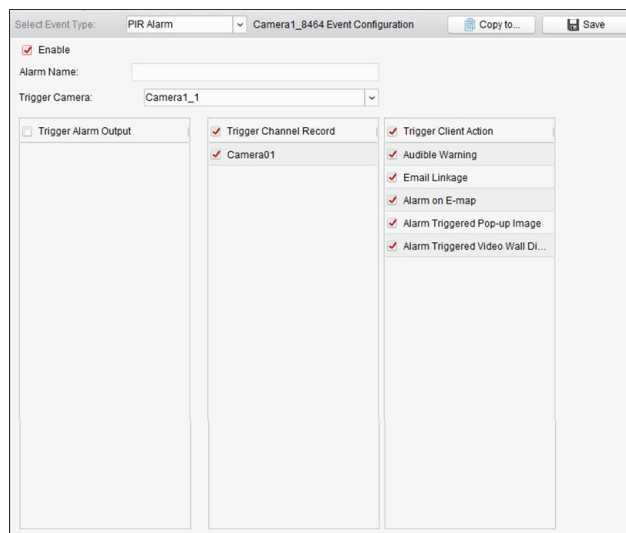 Select Event Type: PIR Alarm Camera1_8464 Event Configuration Copy to... Save
Enable
Alarm Name:
Trigger Camera: Camera1_1
Trigger Alarm Output Trigger Channel Record Trigger Client Action
Camera01 Audible Warning
Email Linkage
Alarm on E-map
Alarm Triggered Pop-up Image
Alarm Triggered Video Wall Di...